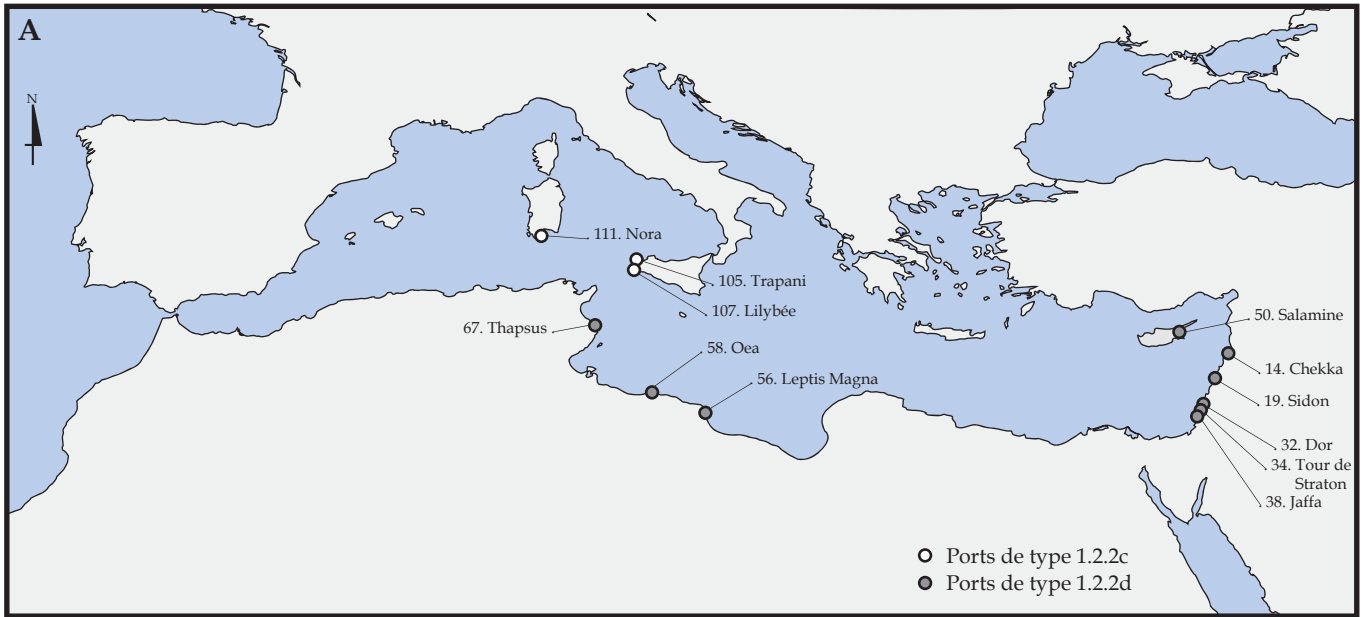 A
N
111. Nora
105. Trapani
107. Lilybée
67. Thapsus
50. Salamine
58. Oea
14. Chekka
56. Leptis Magna
19. Sidon
32. Dor
34. Tour de
Straton
38. Jaffa
Ports de type 1.2.2c
Ports de type 1.2.2d